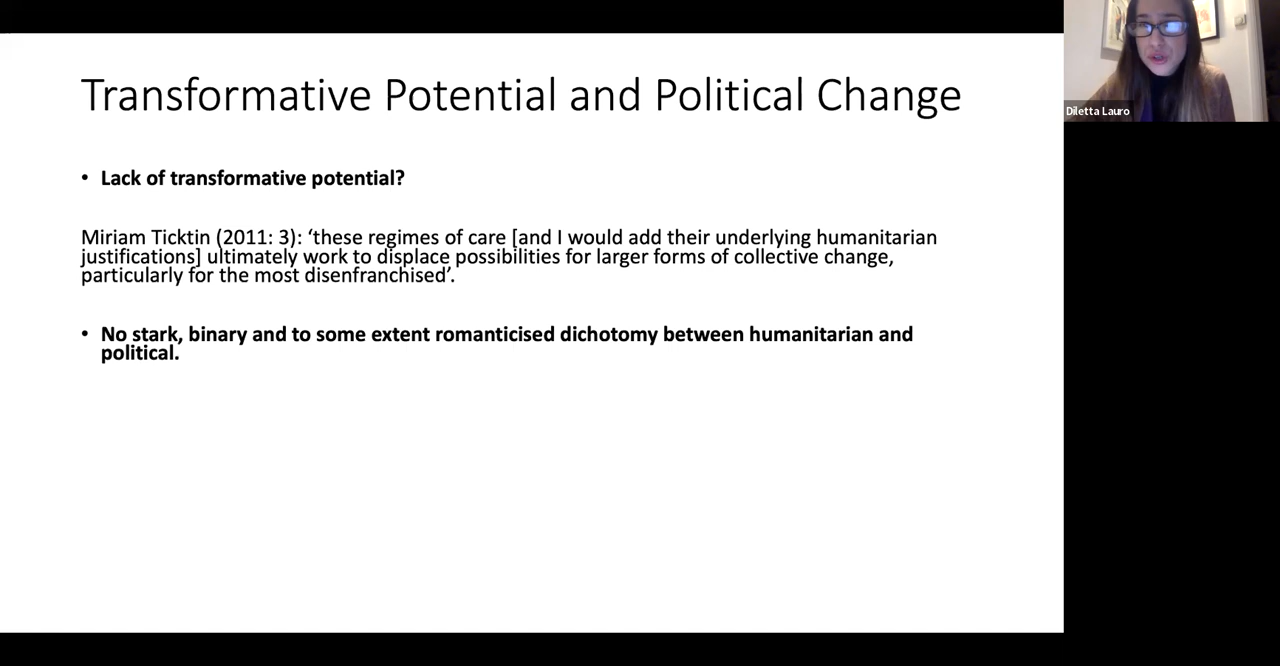 Transformative Potential and Political Change
• Lack of transformative potential?
Miriam Ticktin (2011: 3): ‘these regimes of care [and I would add their underlying humanitarian
justifications] ultimately work to displace possibilities for larger forms of collective change,
particularly for the most disenfranchised’.
• No stark, binary and to some extent romanticised dichotomy between humanitarian and
political.
Diletta Lauro